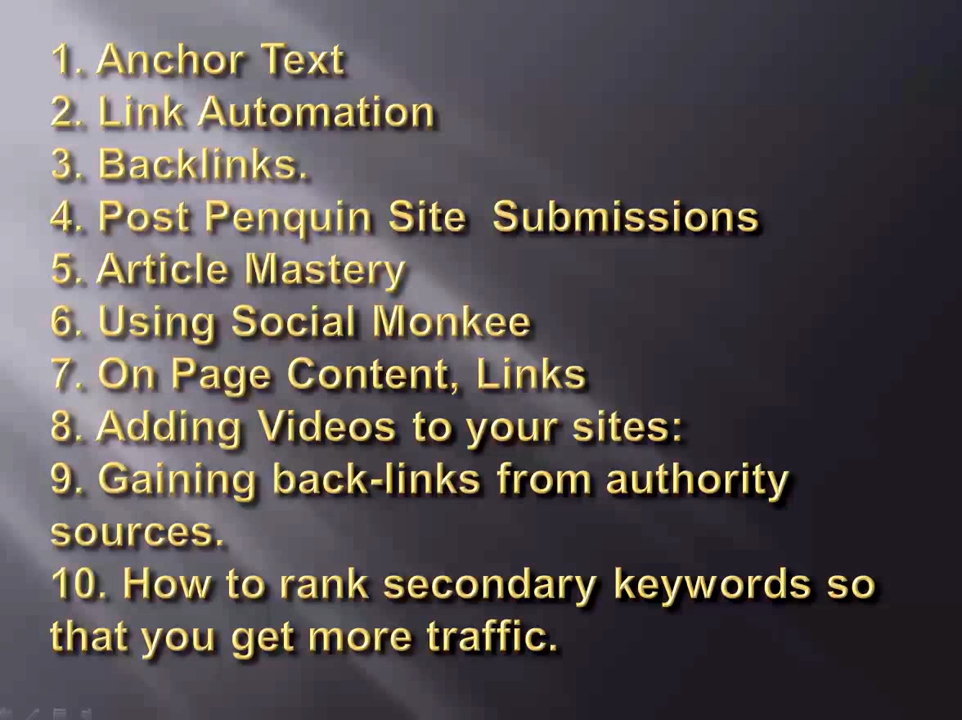 1. Anchor Text
2. Link Automation
3. Backlinks.
4. Post Penquin Site  Submissions
5. Article Mastery
6. Using Social Monkee
7. On Page Content, Links
8. Adding Videos to your sites:
9. Gaining back-links from authority
sources.
10. How to rank secondary keywords so
that you get more traffic.